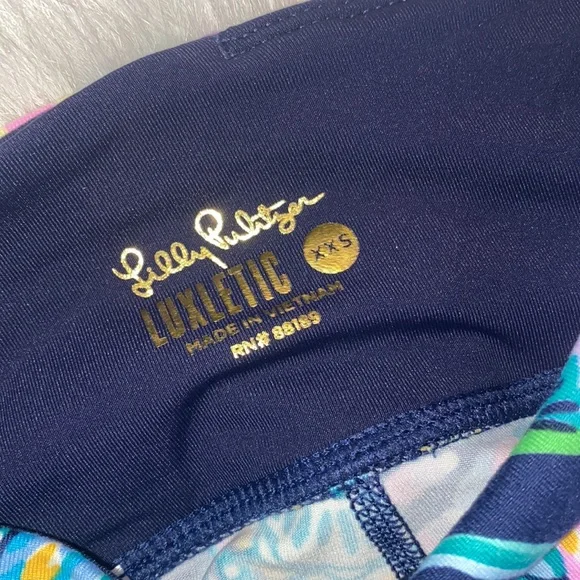 Lilly Pulitzer
LUXLETIC
XXS
MADE IN VIETNAM
RN# 88189